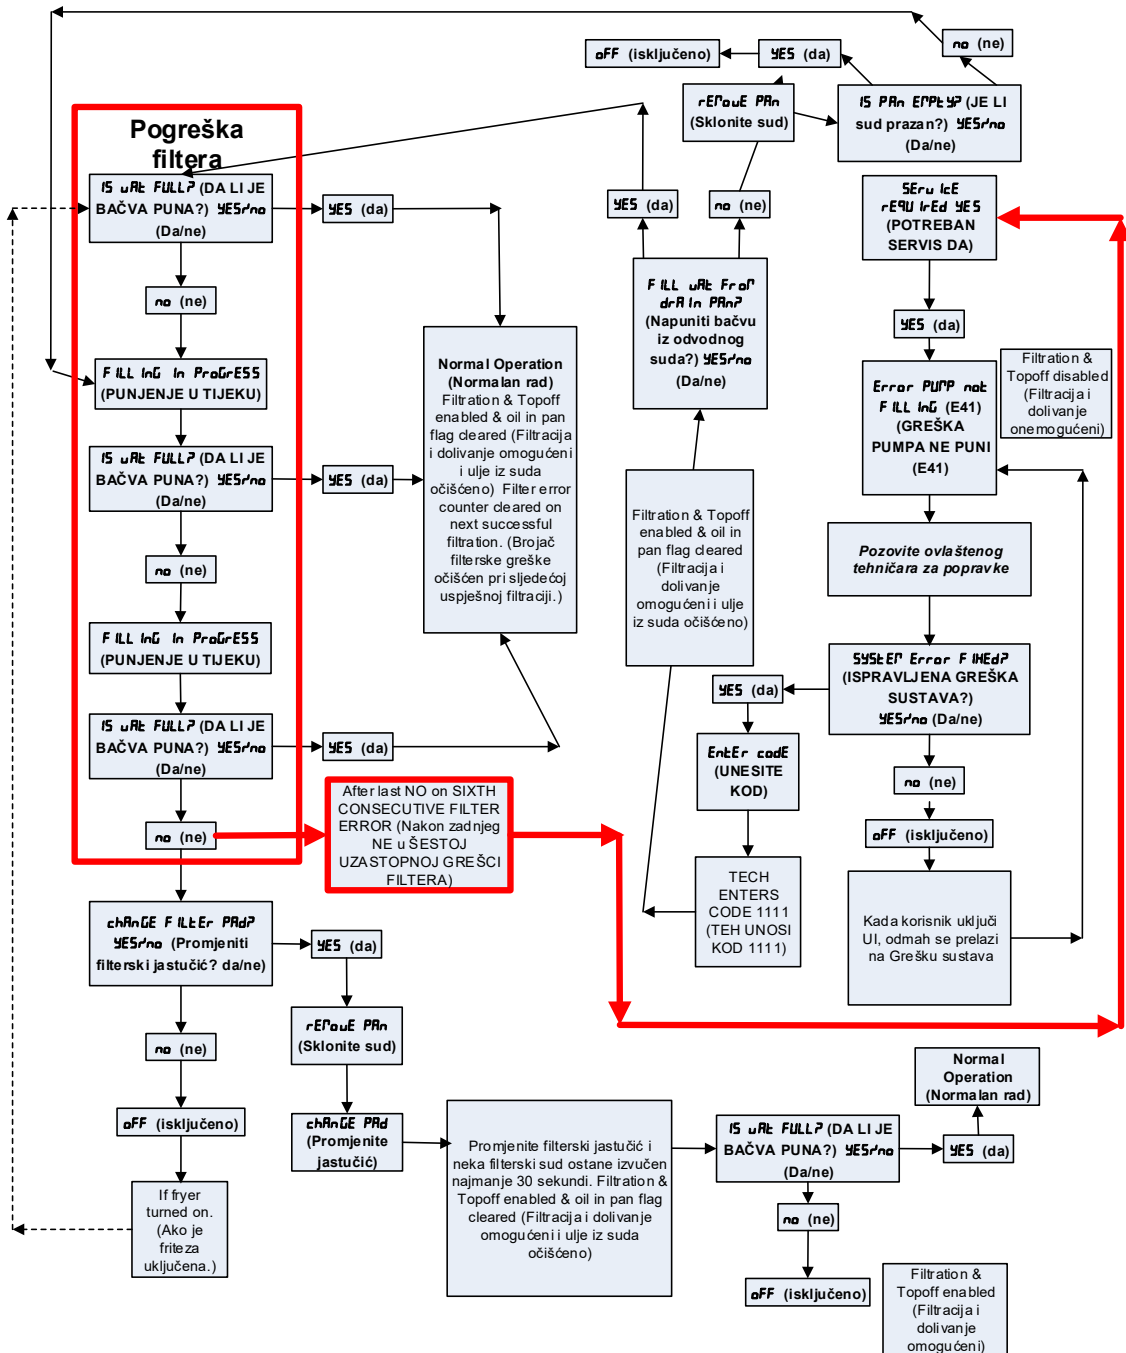 no (ne)
oFF (isključeno)
YES (da)
rEMovE PAn
(Sklonite sud)
IS PAn EMPtY? (JE LI
sud prazan?) YES/no
(Da/ne)
Pogreška
filtera
IS vAt FULL? (DA LI JE
BAČVA PUNA?) YES/no
(Da/ne)
YES (da)
YES (da)
no (ne)
SErvIcE
rEQUIrEd YES
(POTREBAN
SERVIS DA)
no (ne)
FILL vAt FroM
drAIn PAn?
(Napuniti bačvu
iz odvodnog
suda?) YES/no
(Da/ne)
YES (da)
FILLInG In ProGrESS
(PUNJENJE U TIJEKU)
Normal Operation
(Normalan rad)
Filtration & Topoff
enabled & oil in pan
flag cleared (Filtracija
i dolivanje omogućeni
i ulje iz suda
očišćeno) Filter error
counter cleared on
next successful
filtration. (Brojač
filterske greške
očišćen pri sljedećoj
uspješnoj filtraciji.)
Error PUMP not
FILLInG (E41)
(GREŠKA
PUMPA NE PUNI
(E41)
Filtration &
Topoff disabled
(Filtracija i
dolivanje
onemogućeni)
IS vAt FULL? (DA LI JE
BAČVA PUNA?) YES/no
(Da/ne)
YES (da)
Filtration & Topoff
enabled & oil in
pan flag cleared
(Filtracija i
dolivanje
omogućeni i ulje
iz suda očišćeno)
Pozovite ovlaštenog
tehničara za popravke
no (ne)
FILLInG In ProGrESS
(PUNJENJE U TIJEKU)
SYStEM Error FIXEd?
(ISPRAVLJENA GREŠKA
SUSTAVA?)
YES/no (Da/ne)
YES (da)
IS vAt FULL? (DA LI JE
BAČVA PUNA?) YES/no
(Da/ne)
YES (da)
EntEr codE
(UNESITE
KOD)
no (ne)
no (ne)
After last NO on SIXTH
CONSECUTIVE FILTER
ERROR (Nakon zadnjeg
NE u ŠESTOJ
UZASTOPNOJ GREŠCI
FILTERA)
oFF (isključeno)
TECH
ENTERS
CODE 1111
(TEH UNOSI
KOD 1111)
Kada korisnik uključi
UI, odmah se prelazi
na Grešku sustava
chAnGE FILtEr PAd?
YES/no (Promjeniti
filterski jastučić? da/ne)
YES (da)
rEMovE PAn
(Sklonite sud)
no (ne)
oFF (isključeno)
chAnGE PAd
(Promjenite
jastučić)
Promjenite filterski jastučić i
neka filterski sud ostane izvučen
najmanje 30 sekundi. Filtration &
Topoff enabled & oil in pan flag
cleared (Filtracija i dolivanje
omogućeni i ulje iz suda
očišćeno)
IS vAt FULL? (DA LI JE
BAČVA PUNA?) YES/no
(Da/ne)
YES (da)
Normal
Operation
(Normalan rad)
If fryer
turned on.
(Ako je
friteza
uključena.)
no (ne)
oFF (isključeno)
Filtration &
Topoff enabled
(Filtracija i
dolivanje
omogućeni)